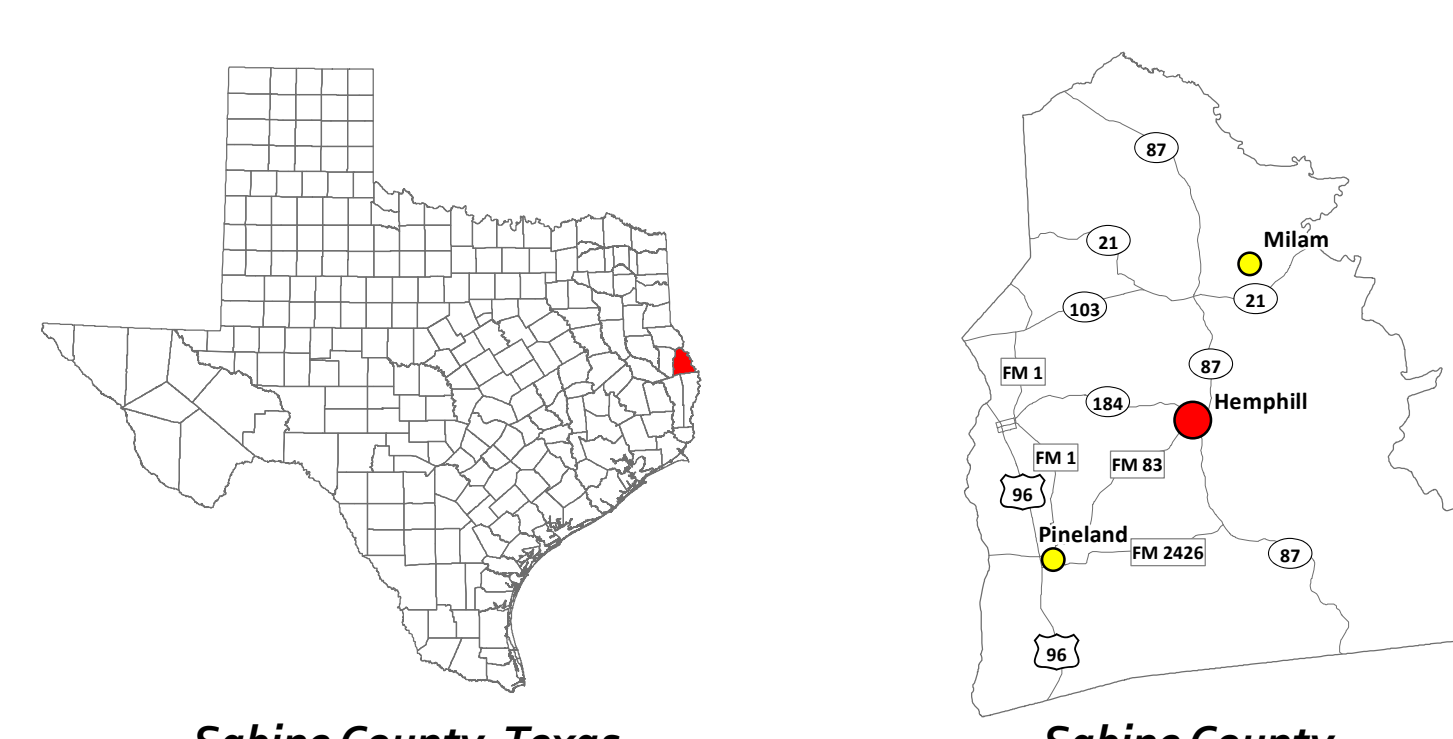 87
Milam
21
21
103
87
FM 1
184
Hemphill
FM 1
FM 83
96
Pineland
FM 2426
87
96
Sabine County, Texas
Sabine County